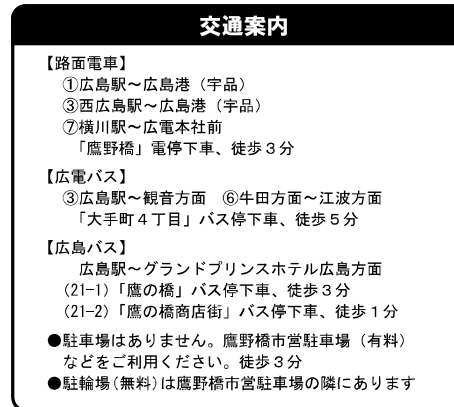 交通案内
【路面電車】
①広島駅～広島港（宇品）
③西広島駅～広島港（宇品）
⑦横川駅～広電本社前
「鷹野橋」電停下車、徒歩３分
【広電バス】
③広島駅～観音方面　⑥牛田方面～江波方面
「大手町４丁目」バス停下車、徒歩５分
【広島バス】
広島駅～グランドプリンスホテル広島方面
(21-1)「鷹の橋」バス停下車、徒歩３分
(21-2)「鷹の橋商店街」バス停下車、徒歩１分
●駐車場はありません。鷹野橋市営駐車場（有料）
などをご利用ください。徒歩３分
●駐輪場(無料)は鷹野橋市営駐車場の隣にあります